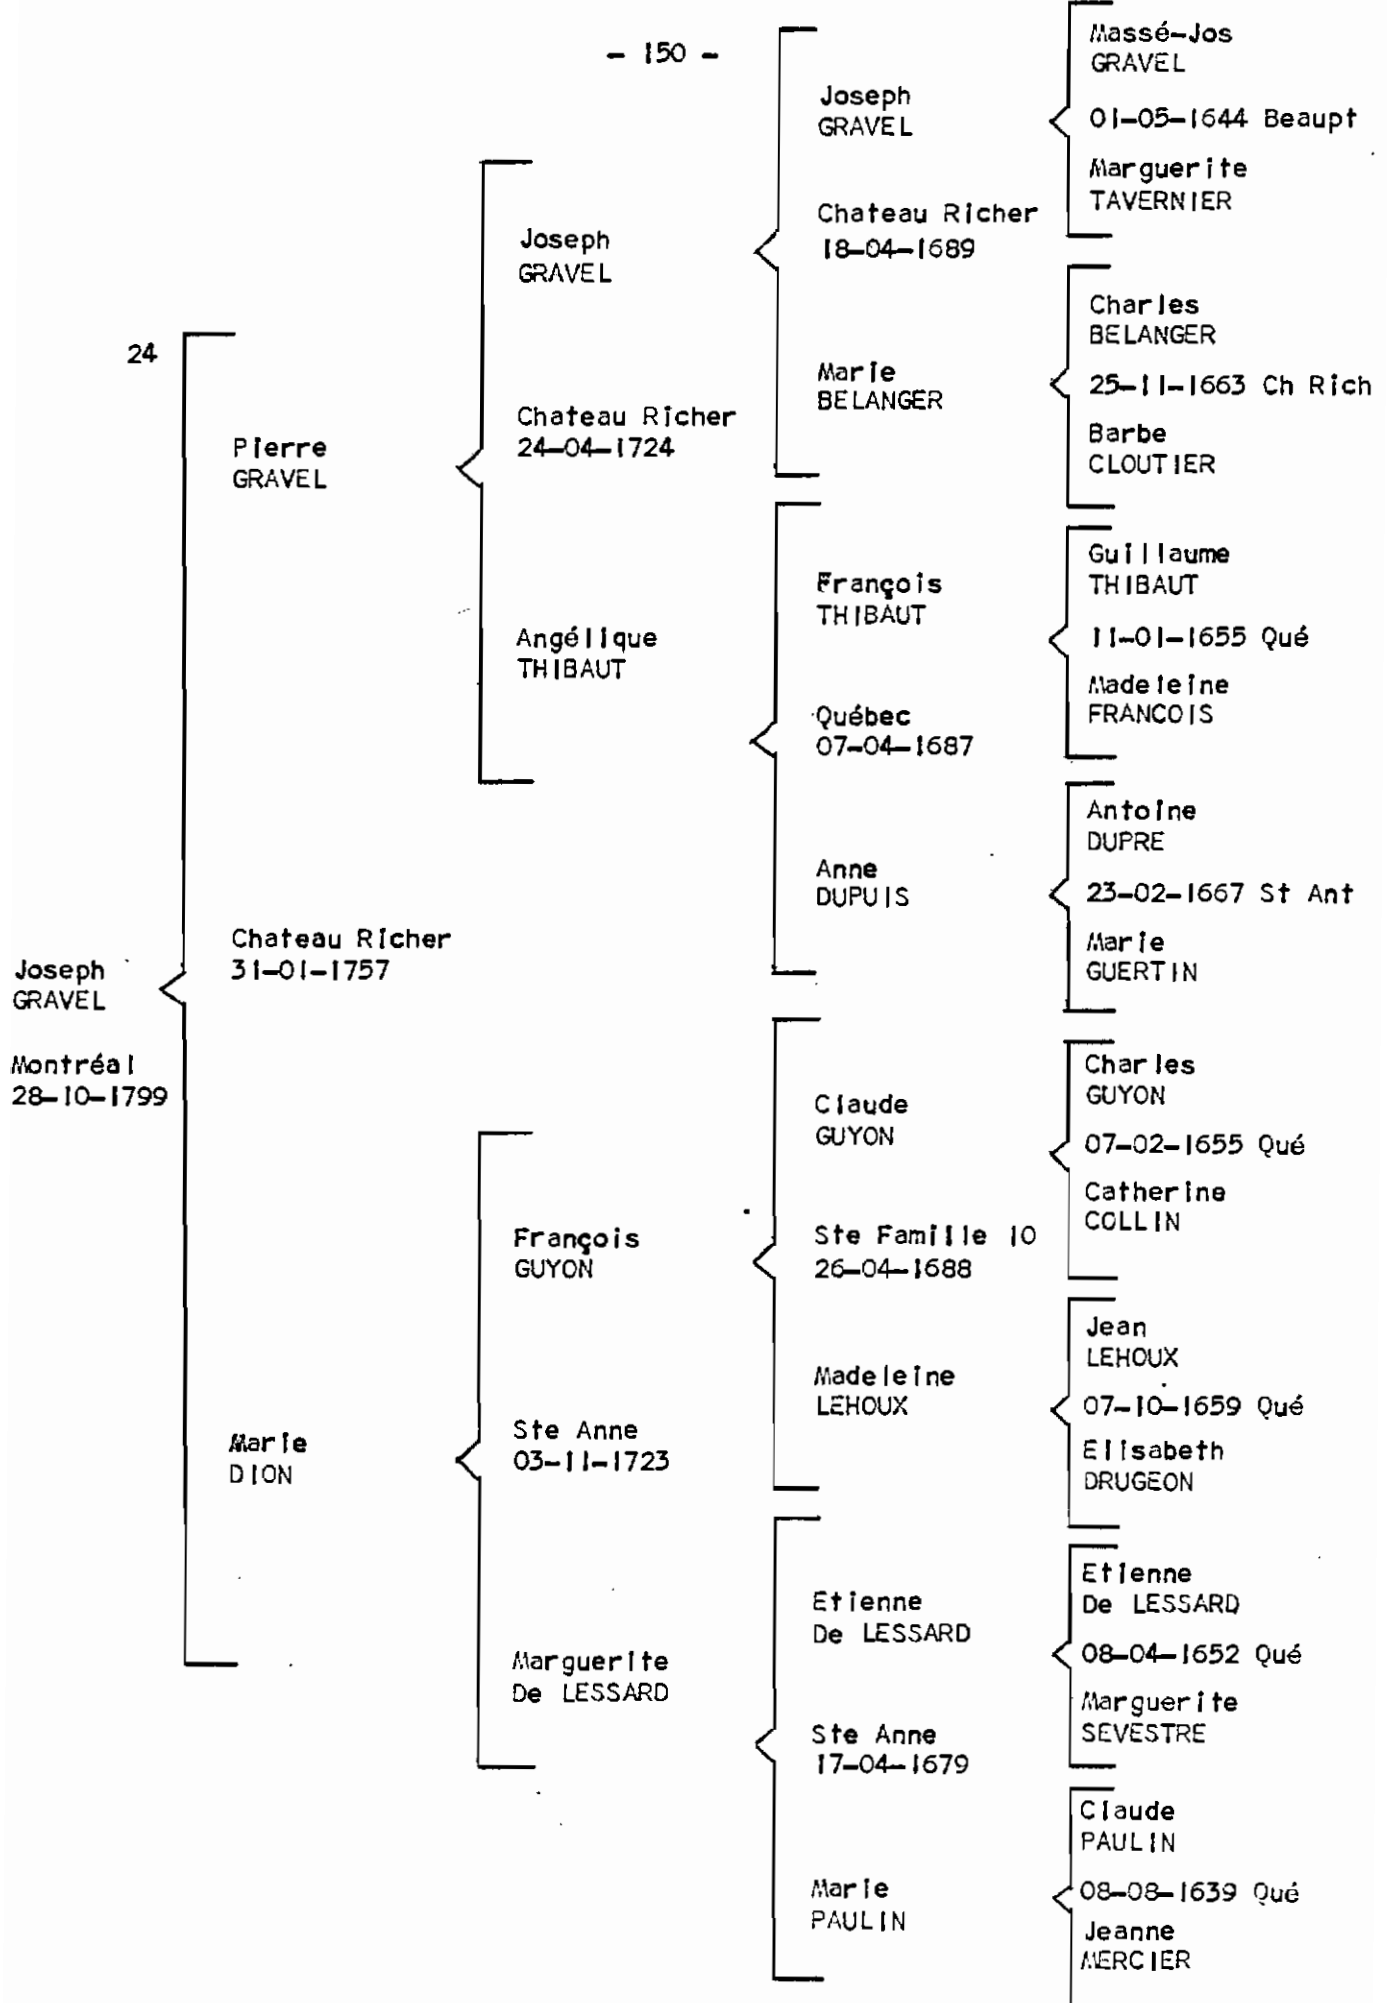 - 150 -
24
Joseph
GRAVEL
Montréal
28-10-1799
Pierre
GRAVEL
Chateau Richer
31-01-1757
Marie
DION
Joseph
GRAVEL
Chateau Richer
24-04-1724
Angélique
THIBAUT
François
GUYON
Ste Anne
03-11-1723
Marguerite
De LESSARD
Joseph
GRAVEL
Chateau Richer
18-04-1689
Marie
BELANGER
François
THIBAUT
Québec
07-04-1687
Anne
DUPUIS
Claude
GUYON
Ste Famille IO
26-04-1688
Madeleine
LEHOUX
Etienne
De LESSARD
Ste Anne
17-04-1679
Marie
PAULIN
Massé-Jos
GRAVEL
01-05-1644 Beaupt
Marguerite
TAVERNIER
Charles
BELANGER
25-11-1663 Ch Rich
Barbe
CLOUTIER
Guillaume
THIBAUT
11-01-1655 Qué
Madeleine
FRANCOIS
Antoine
DUPRE
23-02-1667 St Ant
Marie
GUERTIN
Charles
GUYON
07-02-1655 Qué
Catherine
COLLIN
Jean
LEHOUX
07-10-1659 Qué
Elisabeth
DRUGEON
Etienne
De LESSARD
08-04-1652 Qué
Marguerite
SEVESTRE
Claude
PAULIN
08-08-1639 Qué
Jeanne
MERCIER